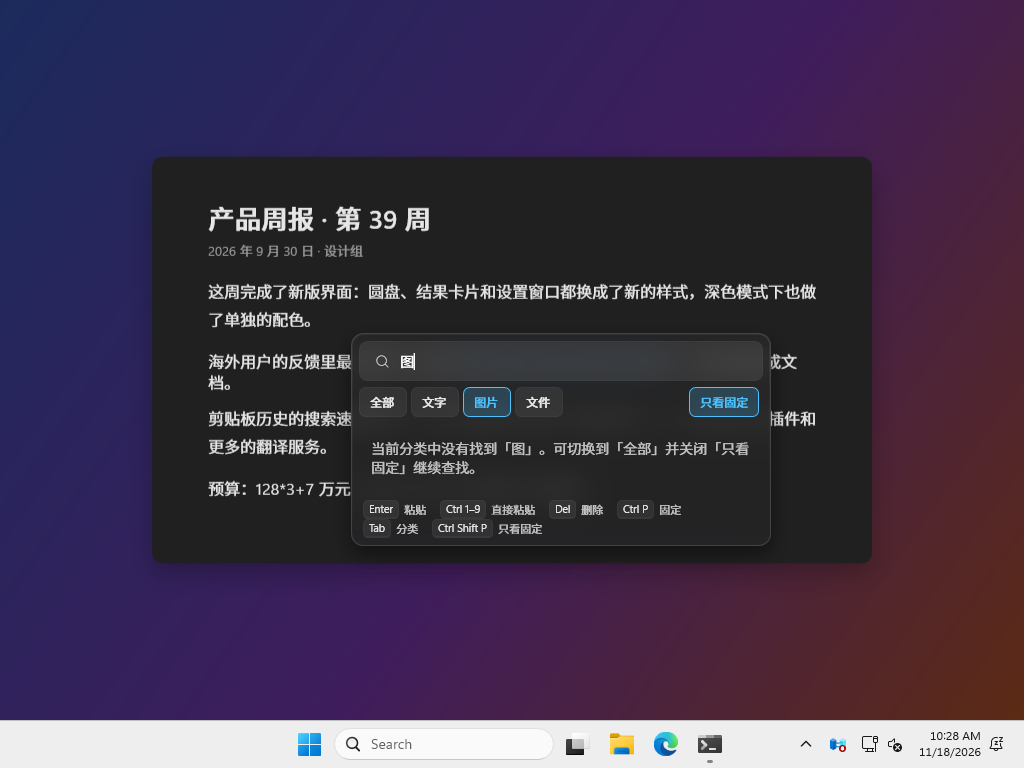 产品周报 · 第 39 周
2026 年 9 月 30 日 · 设计组
这周完成了新版界面：圆盘、结果卡片和设置窗口都换成了新的样式，深色模式下也做
了单独的配色。
海外用户的反馈里最
成文
档。
剪贴板历史的搜索速
插件和
更多的翻译服务。
预算：128*3+7 万元
图
全部 文字 图片 文件 只看固定
当前分类中没有找到「图」。可切换到「全部」并关闭「只看
固定」继续查找。
Enter 粘贴 Ctrl 1–9 直接粘贴 Del 删除 Ctrl P 固定
Tab 分类 Ctrl Shift P 只看固定
Search
10:28 AM
11/18/2026